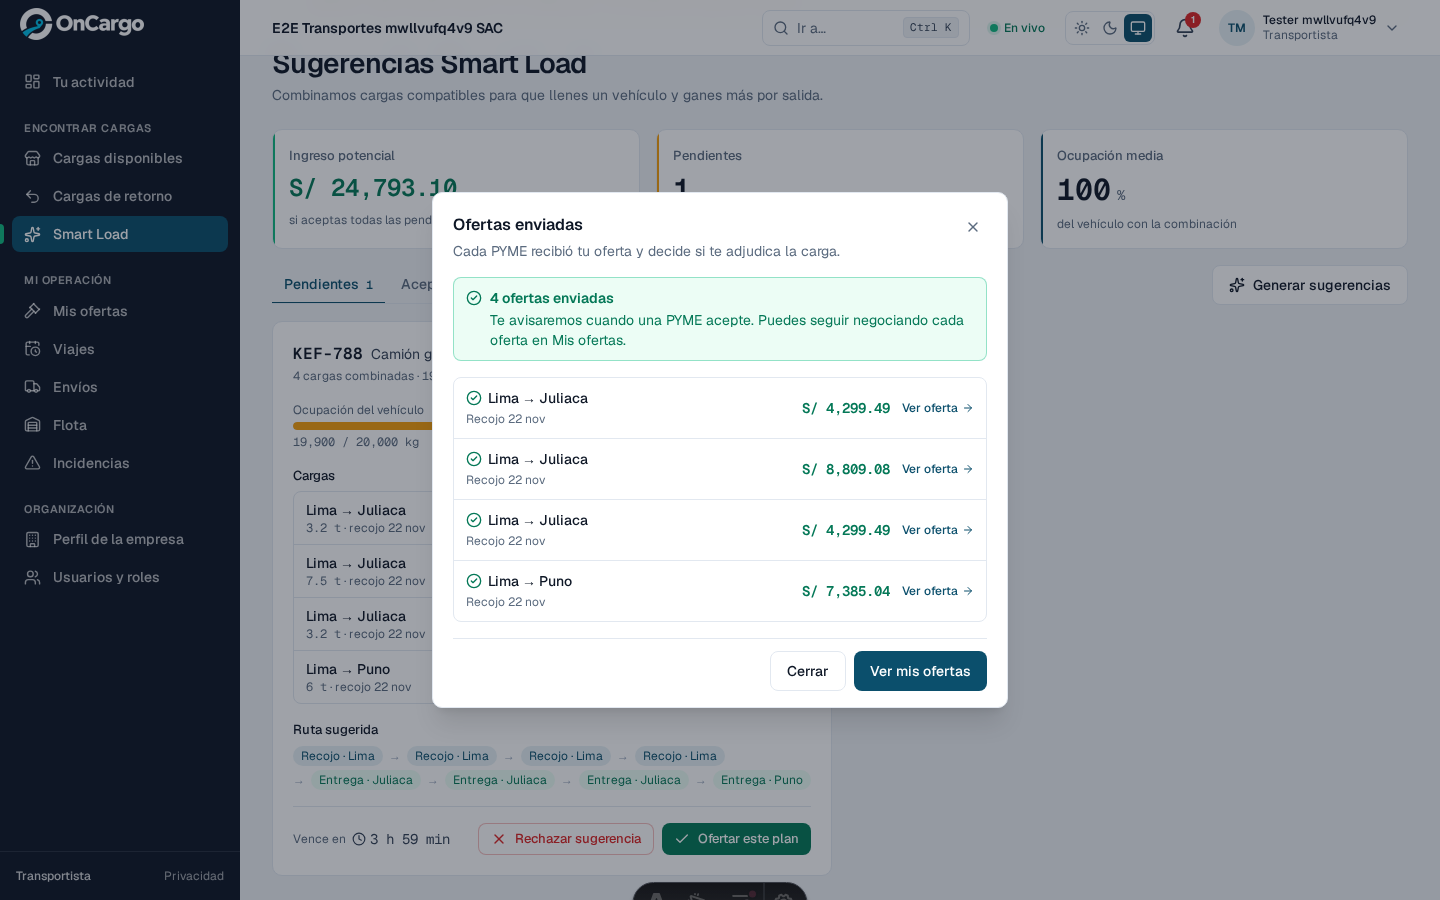 OnCargo
E2E Transportes mwllvufq4v9 SAC
Ir a...
Ctrl K
En vivo
1
TM
Tester mwllvufq4v9
Transportista
Tu actividad
ENCONTRAR CARGAS
Cargas disponibles
Cargas de retorno
Smart Load
MI OPERACIÓN
Mis ofertas
Viajes
Envíos
Flota
Incidencias
ORGANIZACIÓN
Perfil de la empresa
Usuarios y roles
Transportista
Privacidad
Sugerencias Smart Load
Combinamos cargas compatibles para que llenes un vehículo y ganes más por salida.
Ingreso potencial
S/ 24,793.10
si aceptas todas las pend
Pendientes
1
Ocupación media
100 %
del vehículo con la combinación
Pendientes 1
Generar sugerencias
KEF-788
4 cargas combinadas
Ocupación del vehículo
19,900 / 20,000 kg
Cargas
Lima → Juliaca
3.2 t · recojo 22 nov
Lima → Juliaca
7.5 t · recojo 22 nov
Lima → Juliaca
3.2 t · recojo 22 nov
Lima → Puno
6 t · recojo 22 nov
Ruta sugerida
Recojo · Lima → Recojo · Lima → Recojo · Lima → Recojo · Lima
→ Entrega · Juliaca → Entrega · Juliaca → Entrega · Juliaca → Entrega · Puno
Vence en 3 h 59 min
Rechazar sugerencia
Ofertar este plan
Ofertas enviadas
Cada PYME recibió tu oferta y decide si te adjudica la carga.
4 ofertas enviadas
Te avisaremos cuando una PYME acepte. Puedes seguir negociando cada
oferta en Mis ofertas.
Lima → Juliaca
Recojo 22 nov
S/ 4,299.49
Ver oferta →
Lima → Juliaca
Recojo 22 nov
S/ 8,809.08
Ver oferta →
Lima → Juliaca
Recojo 22 nov
S/ 4,299.49
Ver oferta →
Lima → Puno
Recojo 22 nov
S/ 7,385.04
Ver oferta →
Cerrar
Ver mis ofertas